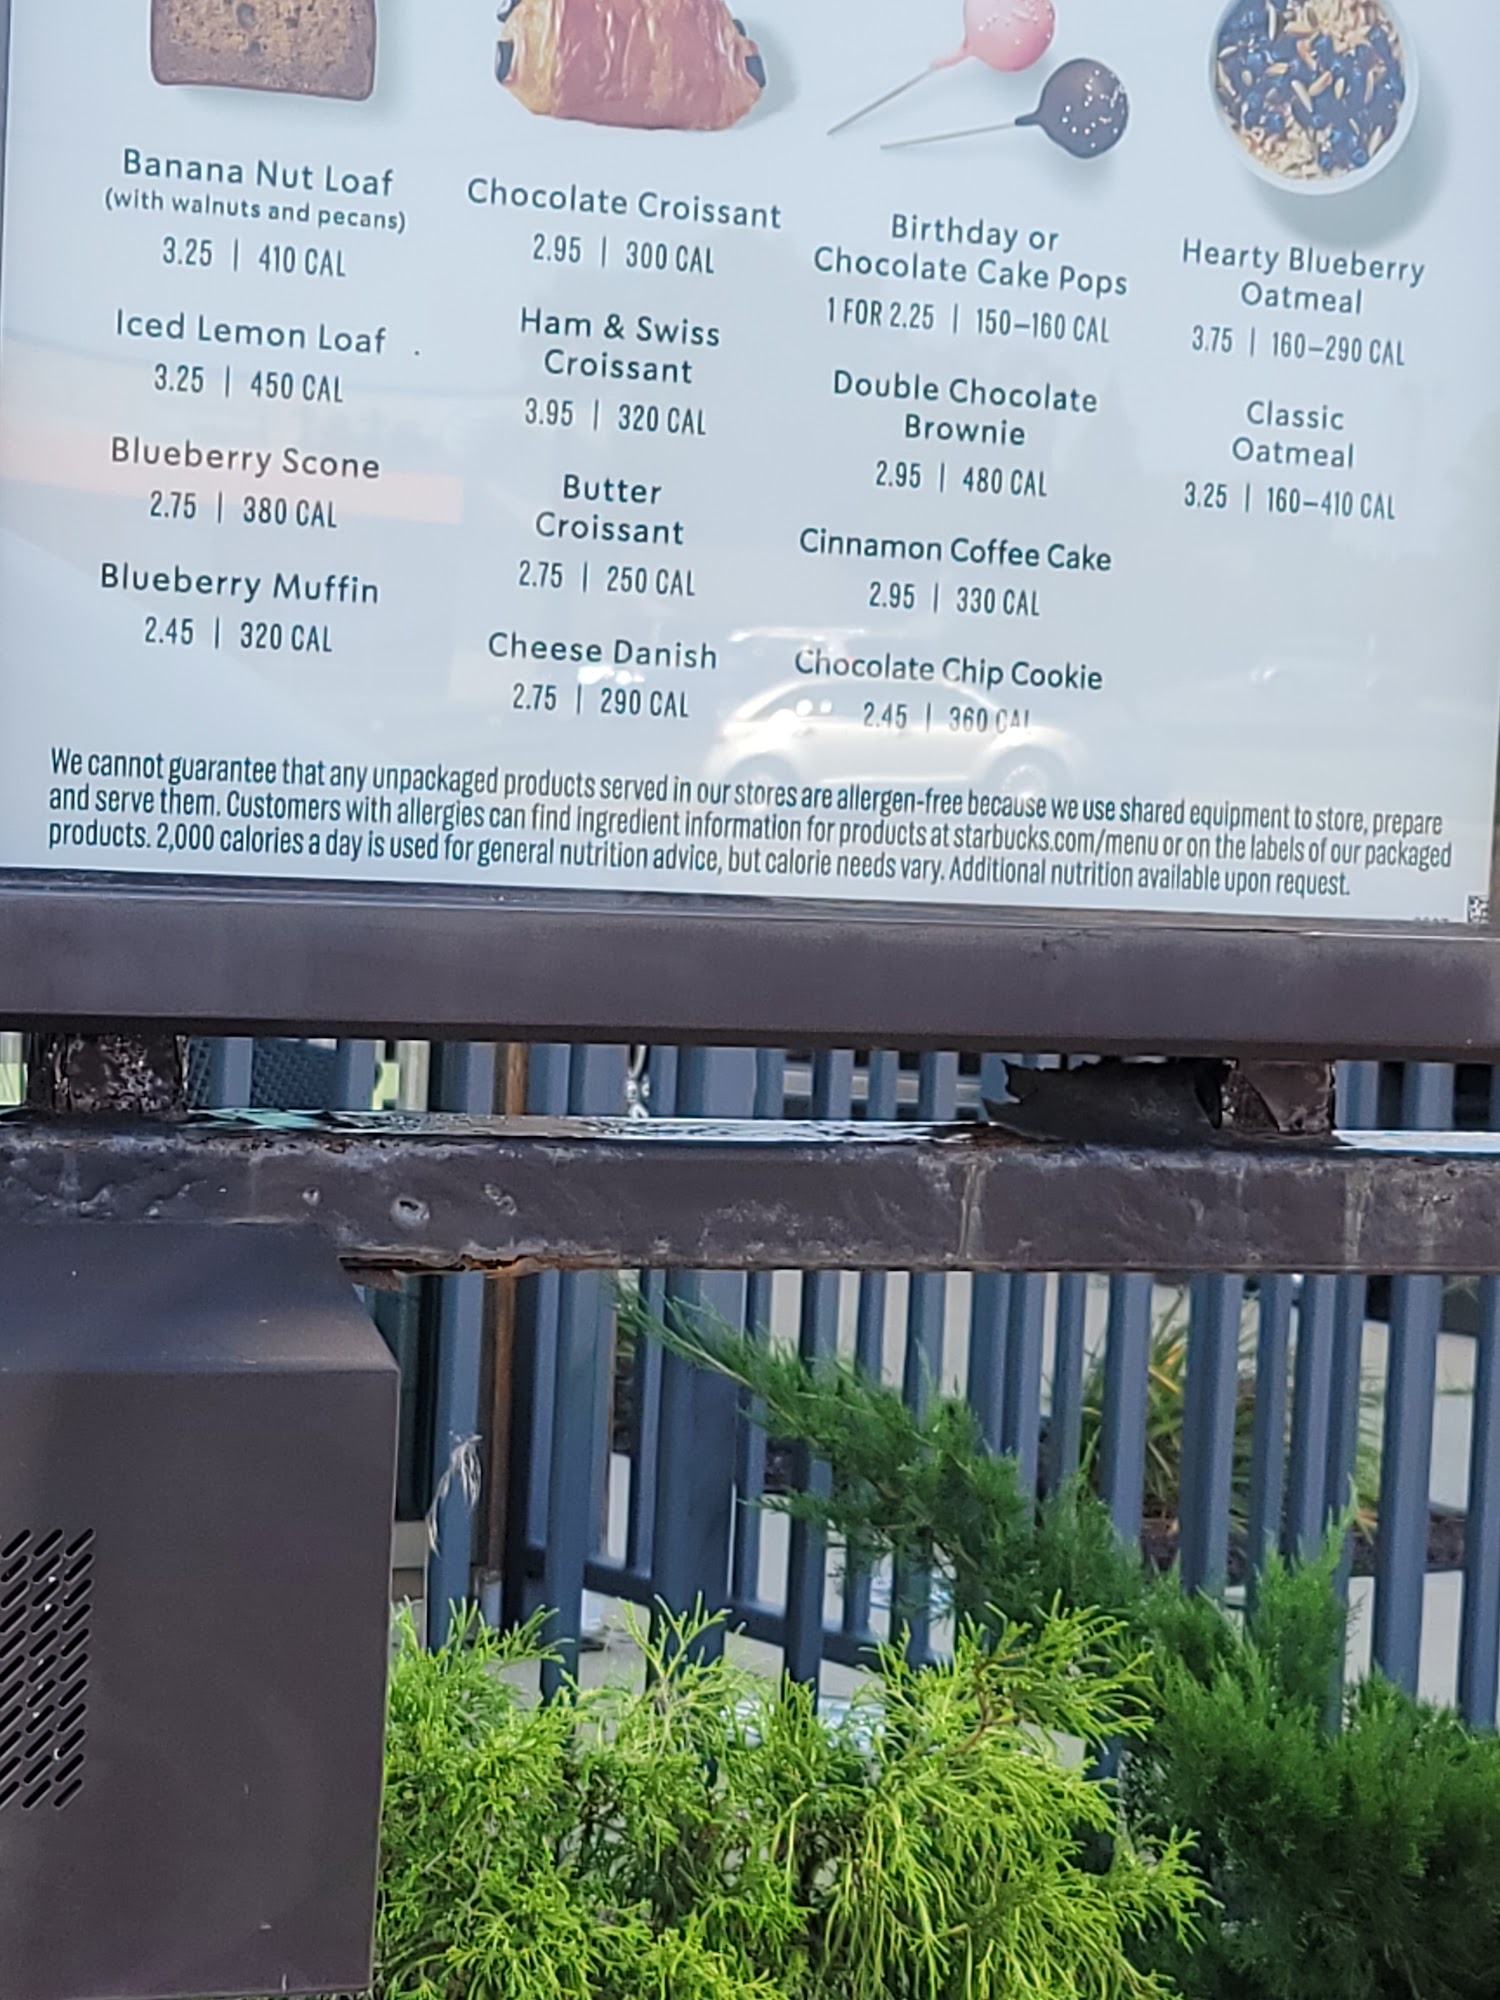 Banana Nut Loaf
(with walnuts and pecans)
3.25 | 410 CAL
Iced Lemon Loaf
3.25 | 450 CAL
Blueberry Scone
2.75 | 380 CAL
Blueberry Muffin
2.45 | 320 CAL
Chocolate Croissant
2.95 | 300 CAL
Ham & Swiss
Croissant
3.95 | 320 CAL
Butter
Croissant
2.75 | 250 CAL
Cheese Danish
2.75 | 290 CAL
Birthday or
Chocolate Cake Pops
1 FOR 2.25 | 150–160 CAL
Double Chocolate
Brownie
2.95 | 480 CAL
Cinnamon Coffee Cake
2.95 | 330 CAL
Chocolate Chip Cookie
2.45 | 360 CAL
Hearty Blueberry
Oatmeal
3.75 | 160–290 CAL
Classic
Oatmeal
3.25 | 160–410 CAL
We cannot guarantee that any unpackaged products served in our stores are allergen-free because we use shared equipment to store, prepare
and serve them. Customers with allergies can find ingredient information for products at starbucks.com/menu or on the labels of our packaged
products. 2,000 calories a day is used for general nutrition advice, but calorie needs vary. Additional nutrition available upon request.